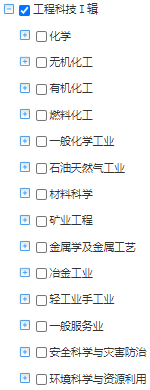 工程科技Ⅰ辑
化学
无机化工
有机化工
燃料化工
一般化学工业
石油天然气工业
材料科学
矿业工程
金属学及金属工艺
冶金工业
轻工业手工业
一般服务业
安全科学与灾害防治
环境科学与资源利用